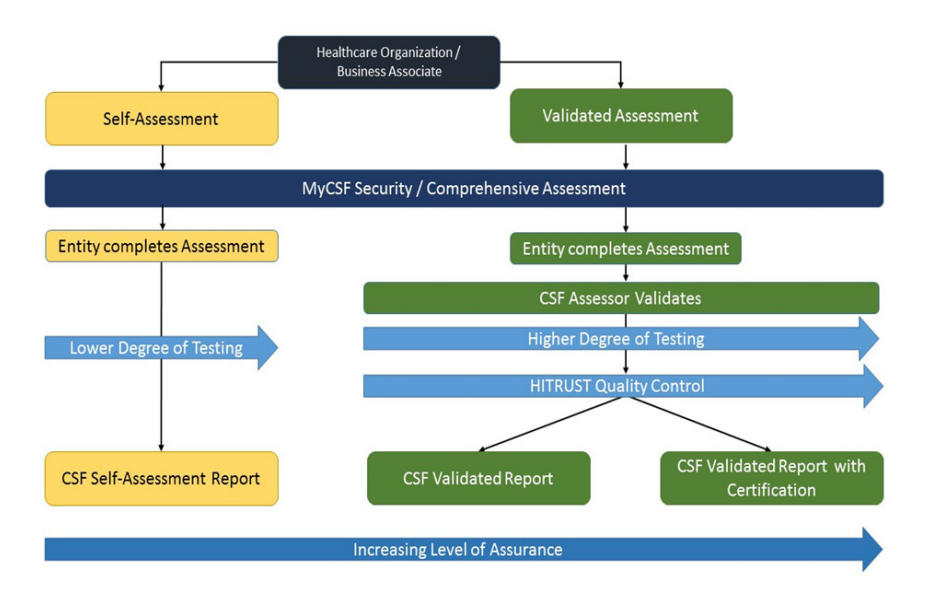 Healthcare Organization /
Business Associate
Self-Assessment
Validated Assessment
MyCSF Security / Comprehensive Assessment
Entity completes Assessment
Entity completes Assessment
CSF Assessor Validates
Lower Degree of Testing
Higher Degree of Testing
HITRUST Quality Control
CSF Self-Assessment Report
CSF Validated Report
CSF Validated Report with
Certification
Increasing Level of Assurance